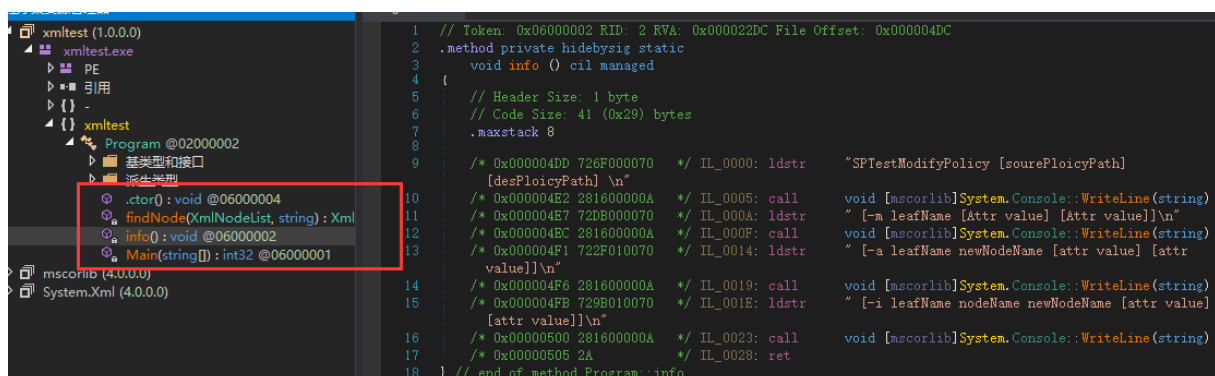 xmltest (1.0.0.0)
xmltest.exe
PE
引用
{ } -
{ } xmltest
Program @02000002
基类型和接口
派生类型
.ctor() : void @06000004
findNode(XmlNodeList, string) : Xml
info() : void @06000002
Main(string[]) : int32 @06000001
mscorlib (4.0.0.0)
System.Xml (4.0.0.0)
1 // Token: 0x06000002 RID: 2 RVA: 0x000022DC File Offset: 0x000004DC
2 .method private hidebysig static
3 void info () cil managed
4 {
5 // Header Size: 1 byte
6 // Code Size: 41 (0x29) bytes
7 .maxstack 8
8
9 /* 0x000004DD 726F000070 */ IL_0000: ldstr "SPTestModifyPolicy [sourePloicyPath]
[desPloicyPath] \n"
10 /* 0x000004E2 281600000A */ IL_0005: call void [mscorlib]System.Console::WriteLine(string)
11 /* 0x000004E7 72DB000070 */ IL_000A: ldstr " [-m leafName [Attr value] [Attr value]]\n"
12 /* 0x000004EC 281600000A */ IL_000F: call void [mscorlib]System.Console::WriteLine(string)
13 /* 0x000004F1 722F010070 */ IL_0014: ldstr " [-a leafName newNodeName [attr value] [attr
value]]\n"
14 /* 0x000004F6 281600000A */ IL_0019: call void [mscorlib]System.Console::WriteLine(string)
15 /* 0x000004FB 729B010070 */ IL_001E: ldstr " [-i leafName nodeName newNodeName [attr value]
[attr value]]\n"
16 /* 0x00000500 281600000A */ IL_0023: call void [mscorlib]System.Console::WriteLine(string)
17 /* 0x00000505 2A */ IL_0028: ret
18 } // end of method Program::info